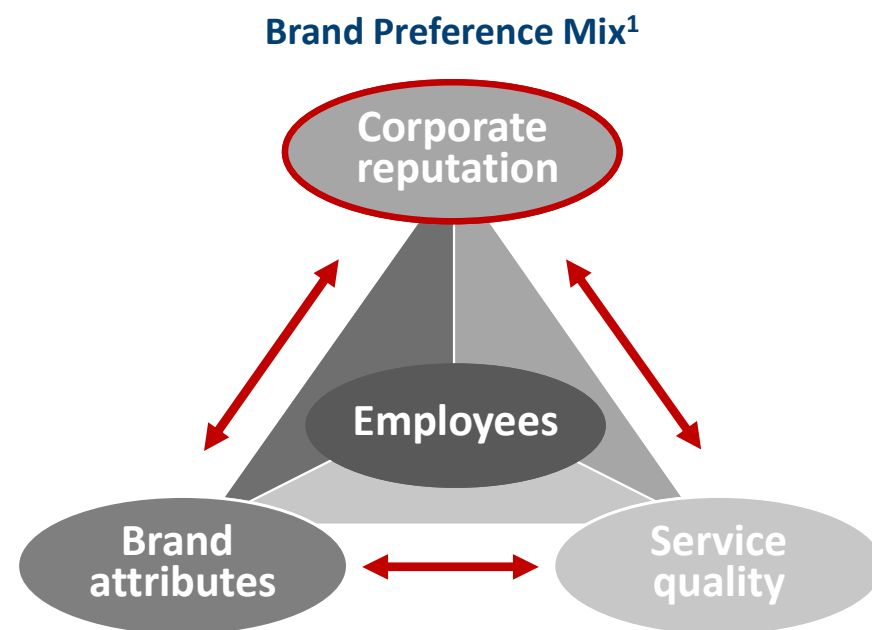 Brand Preference Mix¹
Corporate
reputation
Employees
Brand
attributes
Service
quality